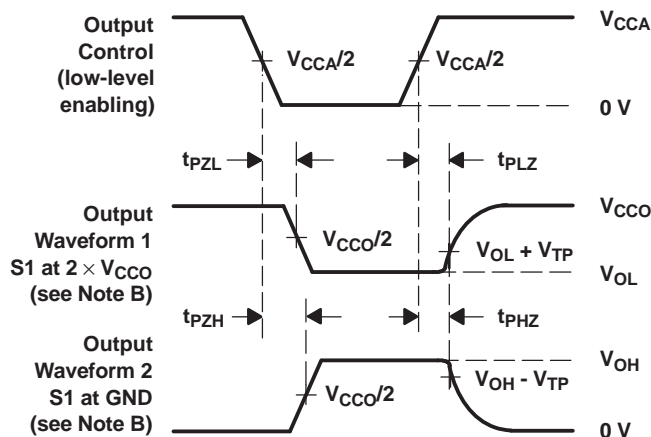 Output
Control
(low-level
enabling)
VCCA/2
VCCA/2
VCCA
0 V
tPZL
tPLZ
Output
Waveform 1
S1 at 2 × VCCO
(see Note B)
VCCO/2
VCCO
VOL + VTP
VOL
tPZH
tPHZ
Output
Waveform 2
S1 at GND
(see Note B)
VCCO/2
VOH
VOH - VTP
0 V